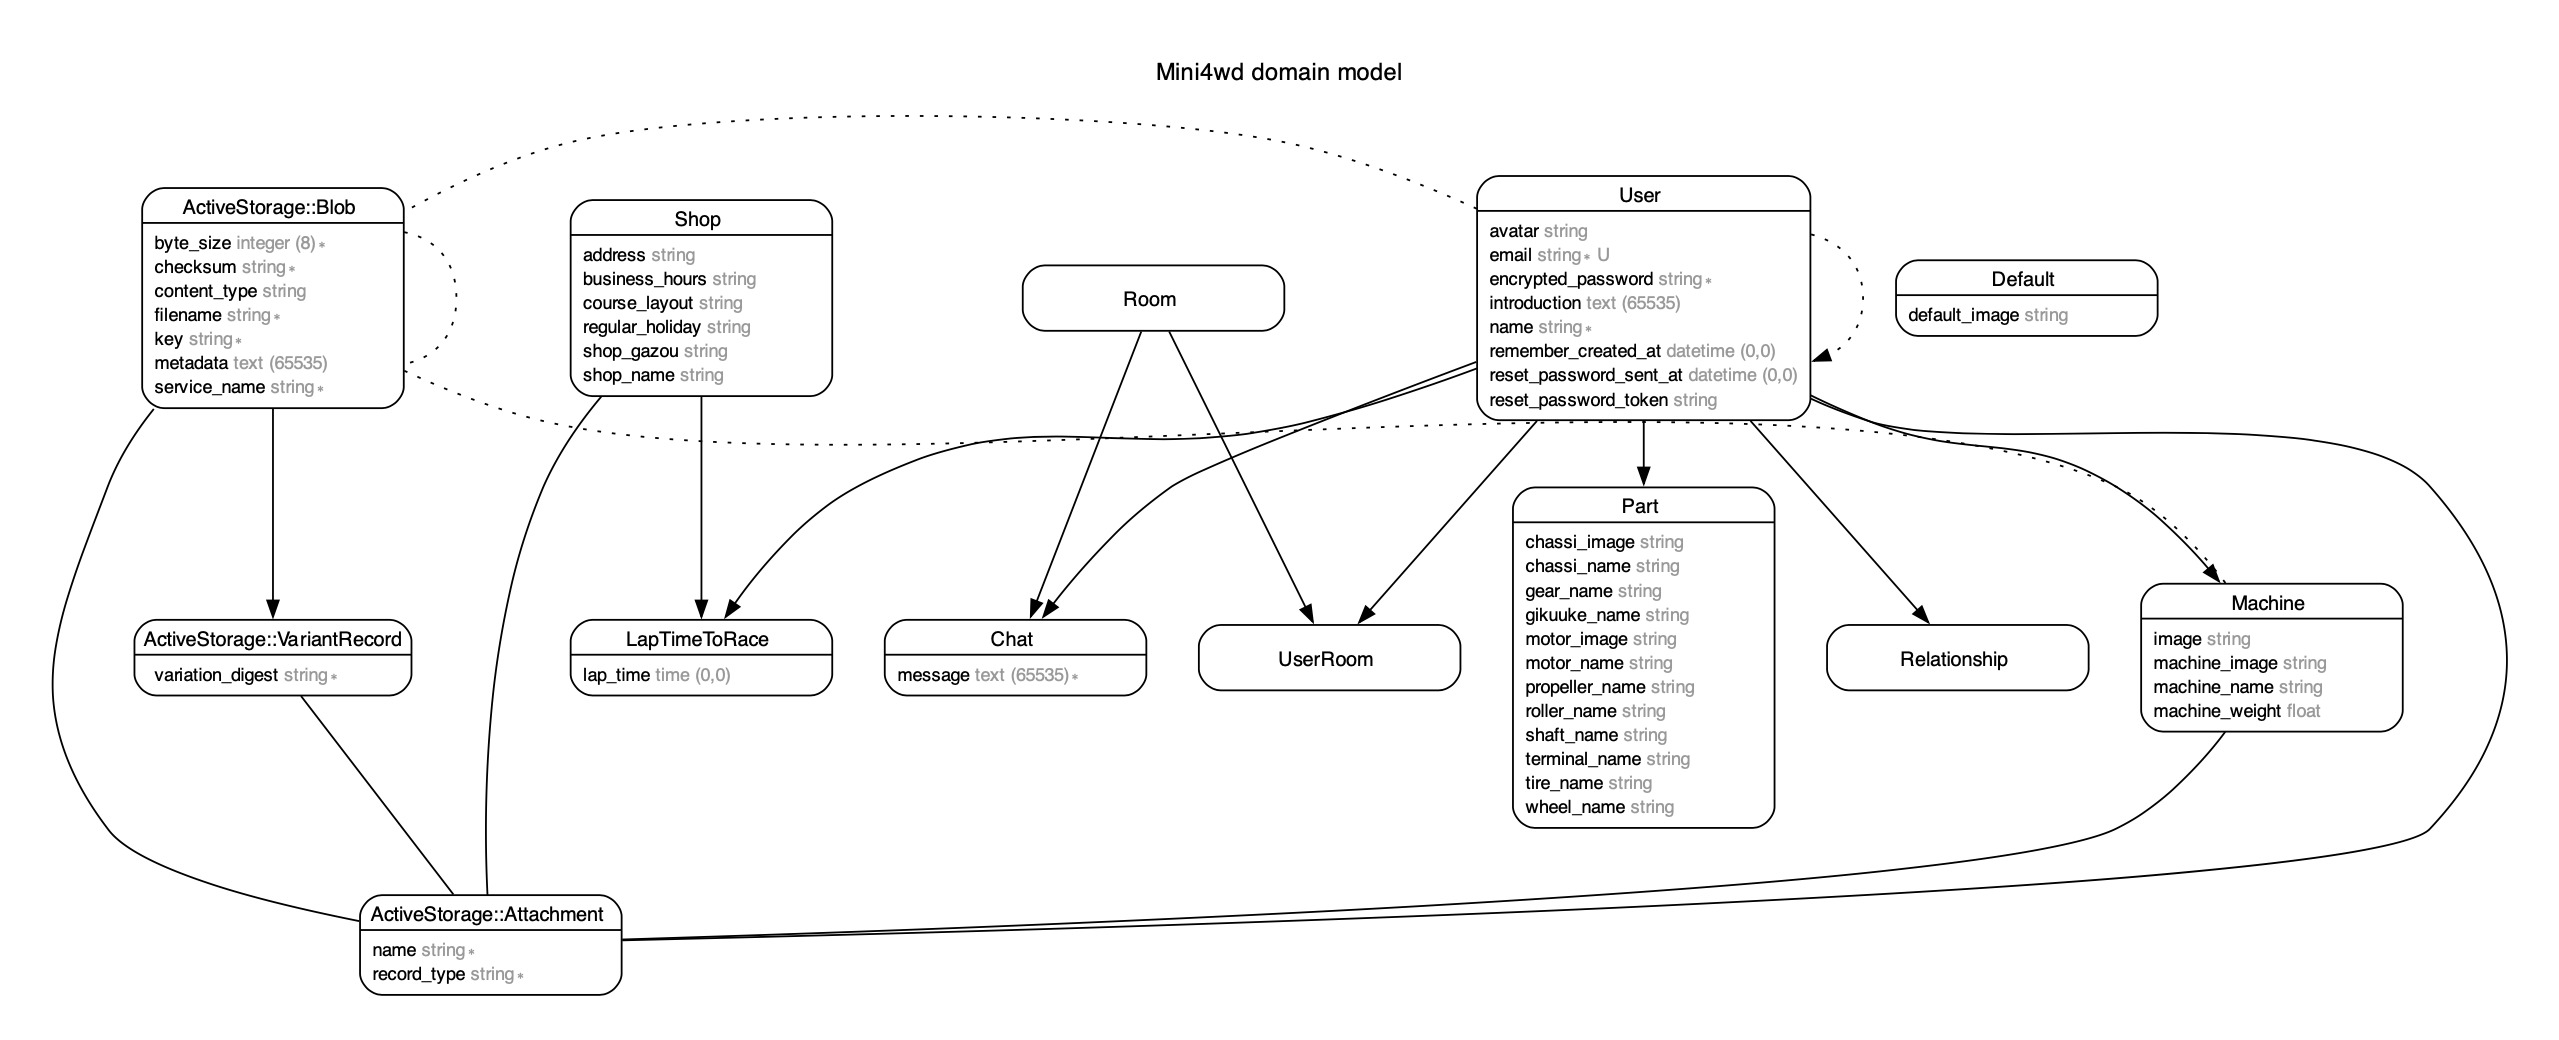 Mini4wd domain model
ActiveStorage::Blob
byte_size integer (8) *
checksum string *
content_type string
filename string *
key string *
metadata text (65535)
service_name string *
Shop
address string
business_hours string
course_layout string
regular_holiday string
shop_gazou string
shop_name string
Room
User
avatar string
email string * U
encrypted_password string *
introduction text (65535)
name string *
remember_created_at datetime (0,0)
reset_password_sent_at datetime (0,0)
reset_password_token string
Default
default_image string
ActiveStorage::VariantRecord
variation_digest string *
LapTimeToRace
lap_time time (0,0)
Chat
message text (65535) *
UserRoom
Part
chassi_image string
chassi_name string
gear_name string
gikuuke_name string
motor_image string
motor_name string
propeller_name string
roller_name string
shaft_name string
terminal_name string
tire_name string
wheel_name string
Relationship
Machine
image string
machine_image string
machine_name string
machine_weight float
ActiveStorage::Attachment
name string *
record_type string *